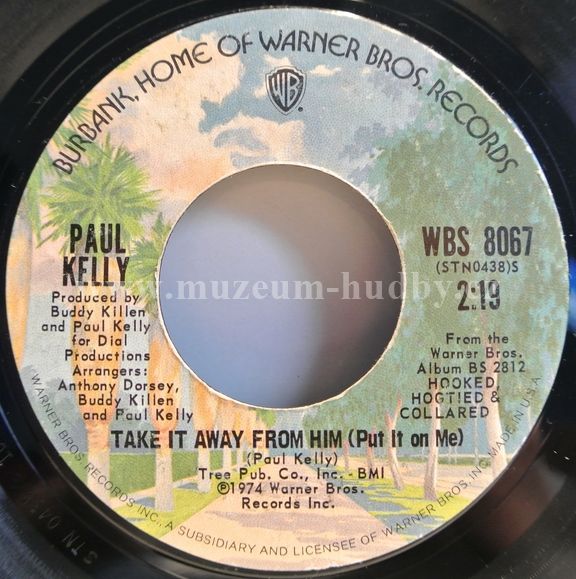 BURBANK, HOME OF WARNER BROS. RECORDS
WB
PAUL
KELLY
Produced by
Buddy Killen
and Paul Kelly
for Dial
Productions
Arrangers:
Anthony Dorsey,
Buddy Killen
and Paul Kelly
WBS 8067
(STN0438)S
2:19
From the
Warner Bros.
Album BS 2812
HOOKED,
HOGTIED &
COLLARED
www.muzeum-hudby.
TAKE IT AWAY FROM HIM (Put It on Me)
(Paul Kelly)
Tree Pub. Co., Inc. - BMI
℗1974 Warner Bros.
Records Inc.
WARNER BROS. RECORDS INC., A SUBSIDIARY AND LICENSEE OF WARNER BROS. INC. MADE IN U.S.A.
STN 04